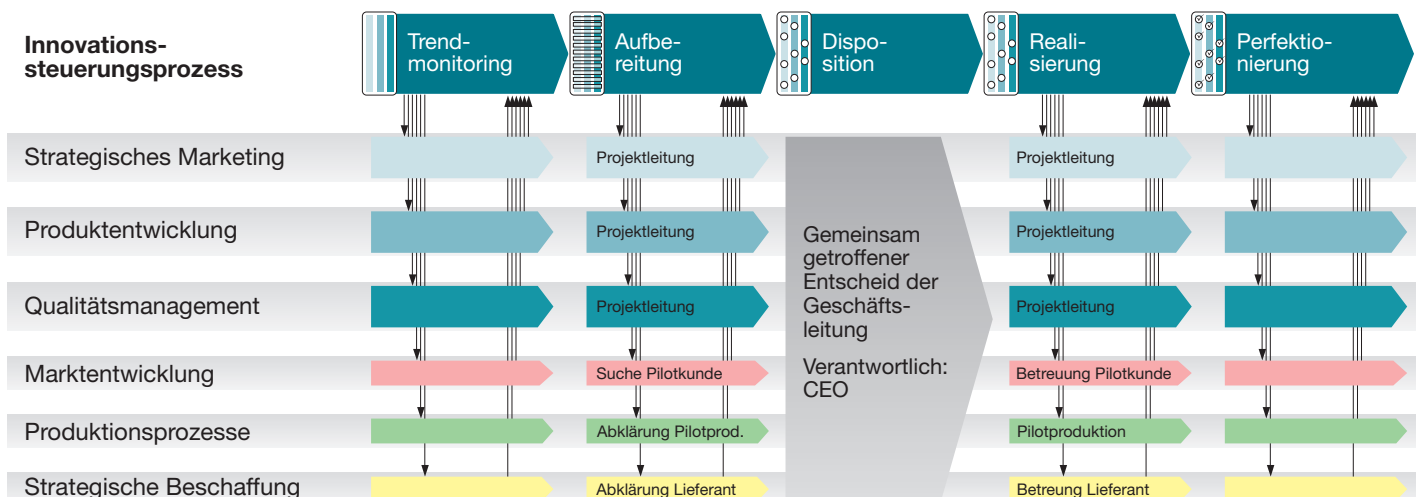 Innovations-
steuerungsprozess
Trend-
monitoring
Aufbe-
reitung
Dispo-
sition
Reali-
sierung
Perfektio-
nierung
Strategisches Marketing
Projektleitung
Projektleitung
Produktentwicklung
Projektleitung
Projektleitung
Qualitätsmanagement
Projektleitung
Projektleitung
Marktentwicklung
Suche Pilotkunde
Betreuung Pilotkunde
Produktionsprozesse
Abklärung Pilotprod.
Pilotproduktion
Strategische Beschaffung
Abklärung Lieferant
Betreung Lieferant
Gemeinsam
getroffener
Entscheid der
Geschäfts-
leitung
Verantwortlich:
CEO